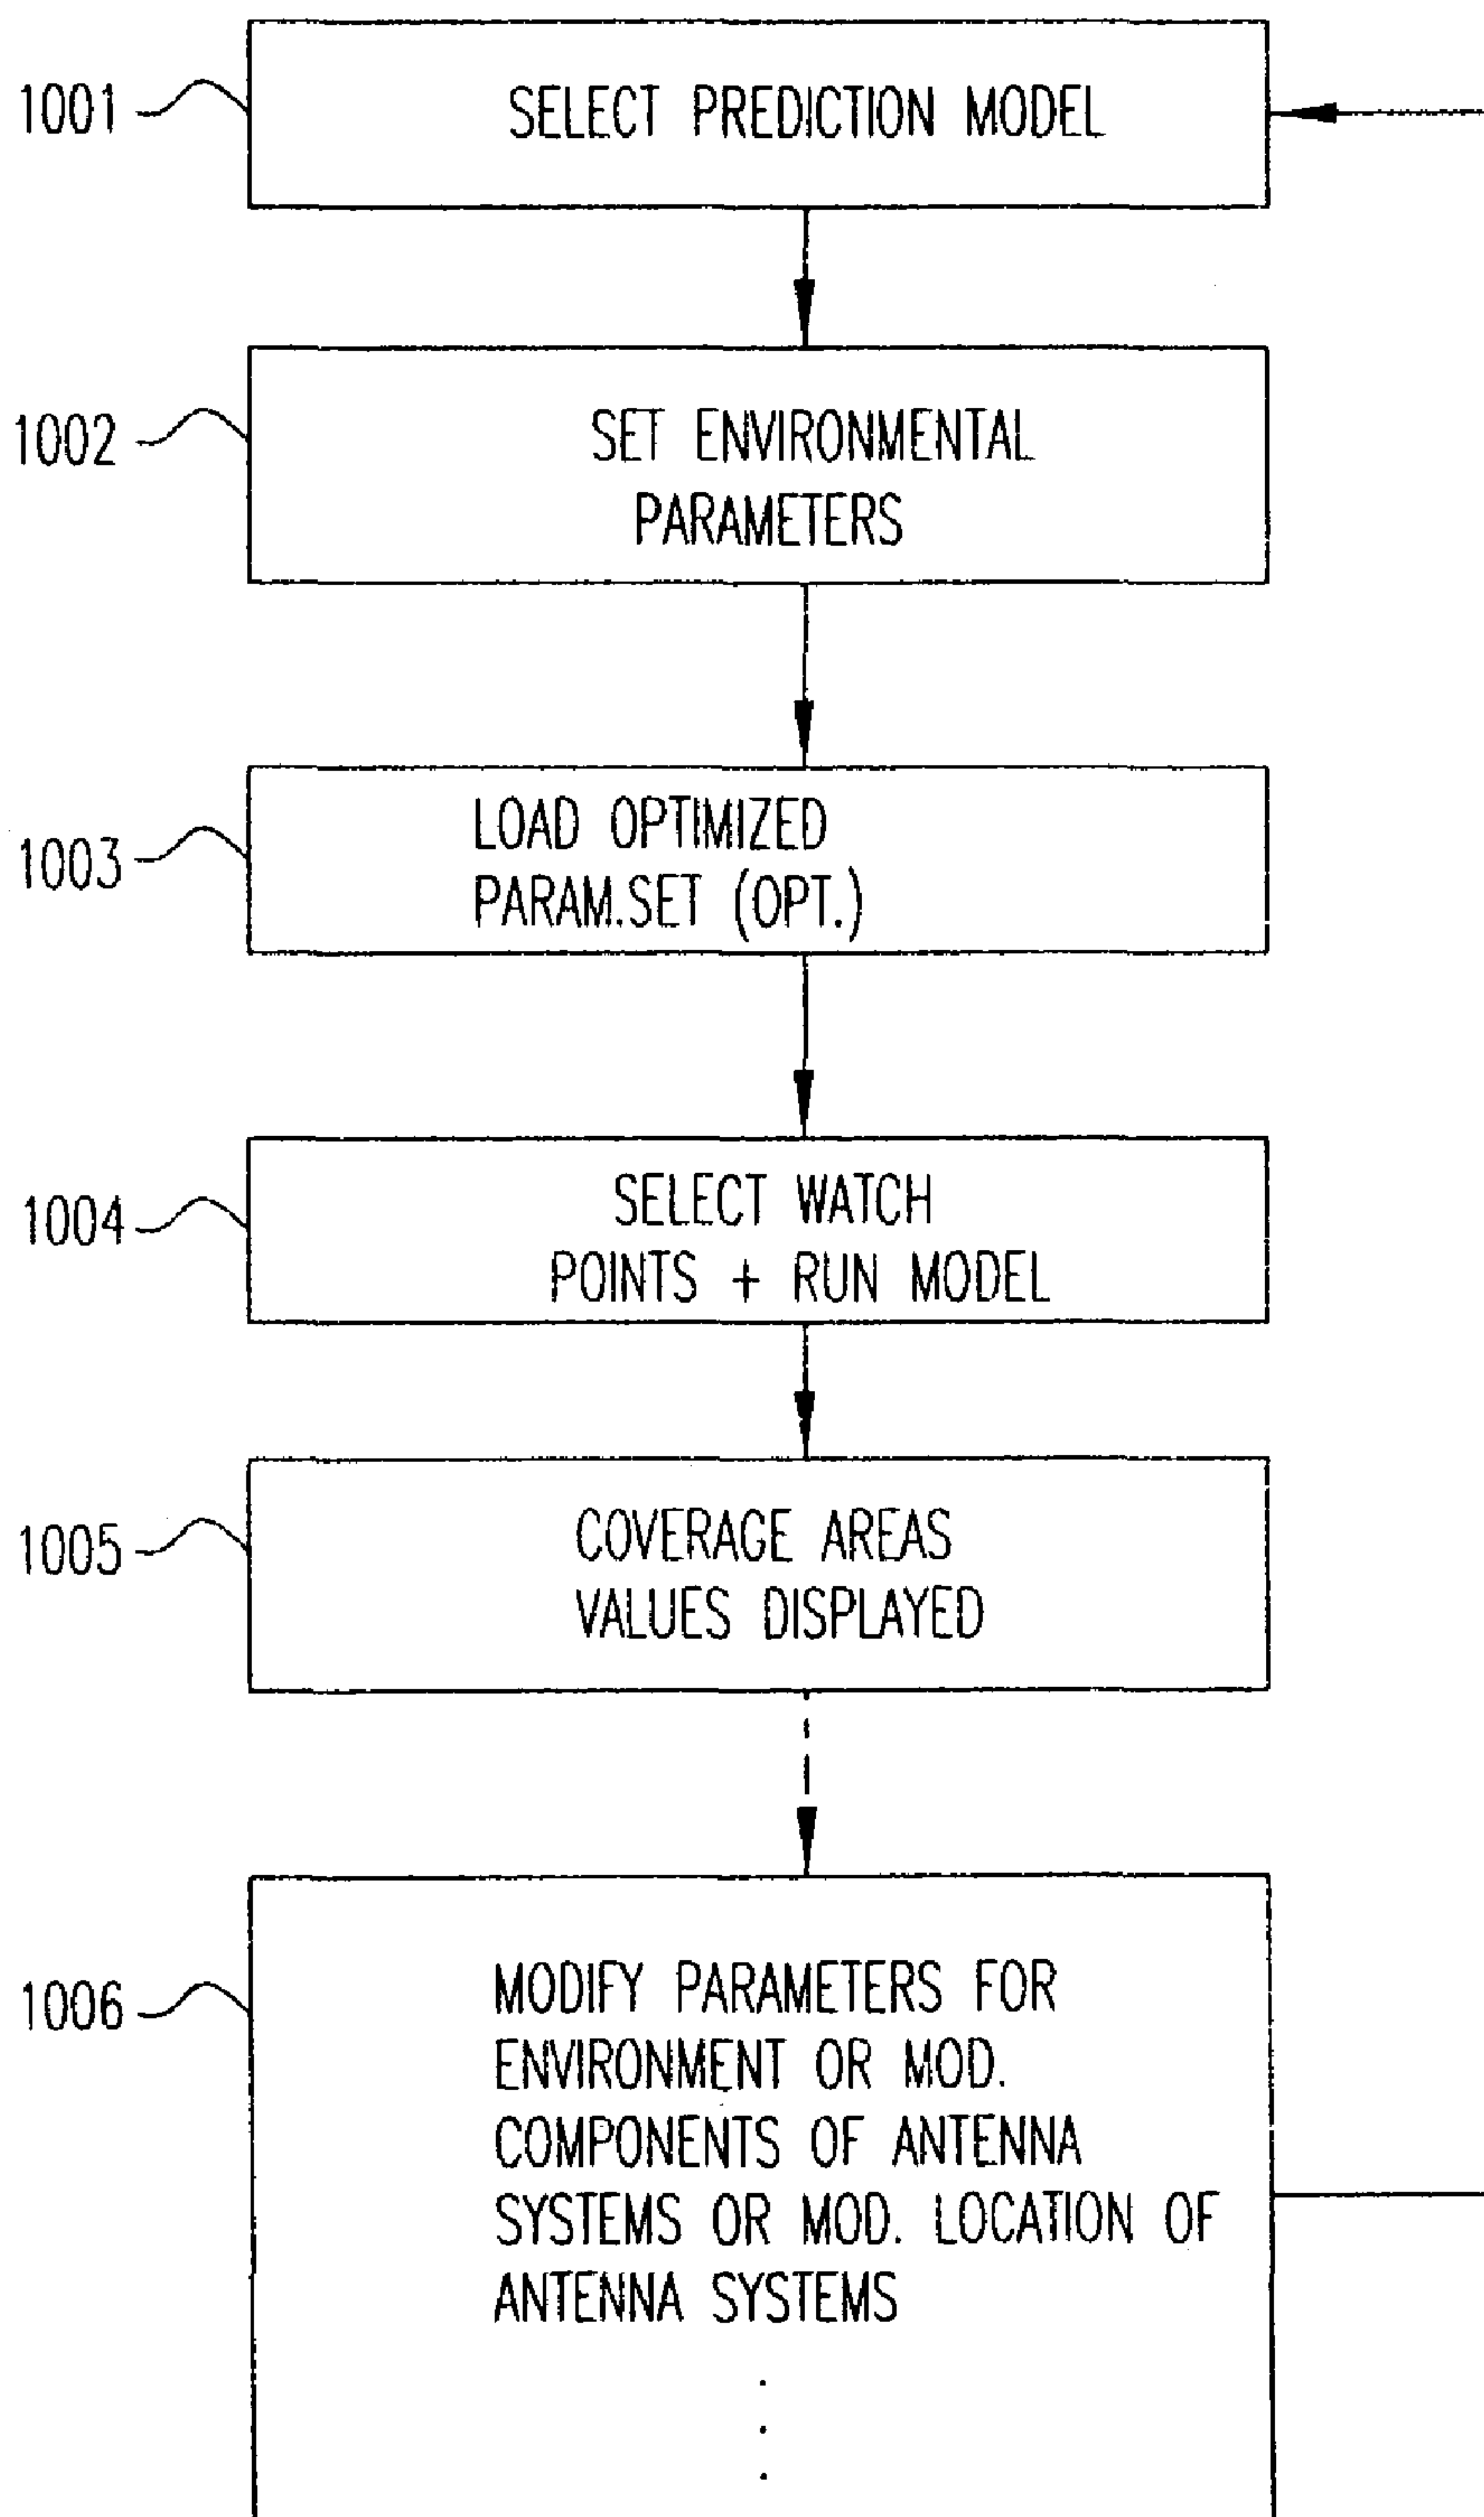 1001
SELECT PREDICTION MODEL
1002
SET ENVIRONMENTAL
PARAMETERS
1003
LOAD OPTIMIZED
PARAM.SET (OPT.)
1004
SELECT WATCH
POINTS + RUN MODEL
1005
COVERAGE AREAS
VALUES DISPLAYED
1006
MODIFY PARAMETERS FOR
ENVIRONMENT OR MOD.
COMPONENTS OF ANTENNA
SYSTEMS OR MOD. LOCATION OF
ANTENNA SYSTEMS
.
.
.